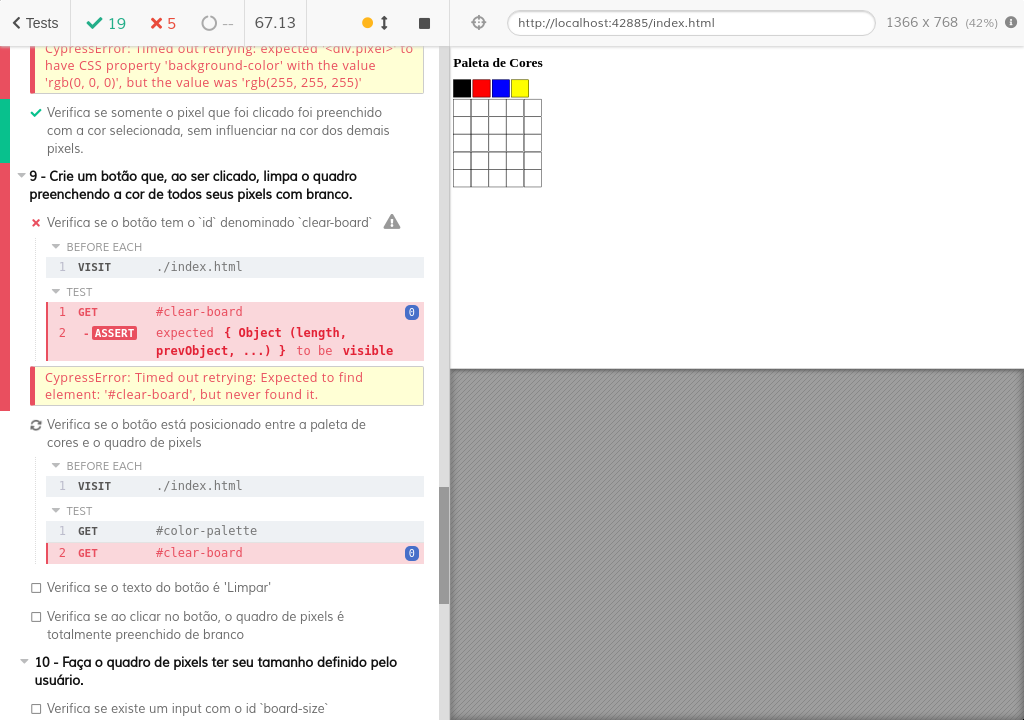 Tests 19 5 -- 67.13
http://localhost:42885/index.html 1366 x 768 (42%)
CypressError: Timed out retrying: expected '<div.pixel>' to
have CSS property 'background-color' with the value
'rgb(0, 0, 0)', but the value was 'rgb(255, 255, 255)'
Verifica se somente o pixel que foi clicado foi preenchido
com a cor selecionada, sem influenciar na cor dos demais
pixels.
9 - Crie um botão que, ao ser clicado, limpa o quadro
preenchendo a cor de todos seus pixels com branco.
Verifica se o botão tem o `id` denominado `clear-board`
BEFORE EACH
1 VISIT ./index.html
TEST
1 GET #clear-board 0
2 -ASSERT expected { Object (length,
prevObject, ...) } to be visible
CypressError: Timed out retrying: Expected to find
element: '#clear-board', but never found it.
Verifica se o botão está posicionado entre a paleta de
cores e o quadro de pixels
BEFORE EACH
1 VISIT ./index.html
TEST
1 GET #color-palette
2 GET #clear-board 0
Verifica se o texto do botão é 'Limpar'
Verifica se ao clicar no botão, o quadro de pixels é
totalmente preenchido de branco
10 - Faça o quadro de pixels ter seu tamanho definido pelo
usuário.
Verifica se existe um input com o id `board-size`
Paleta de Cores